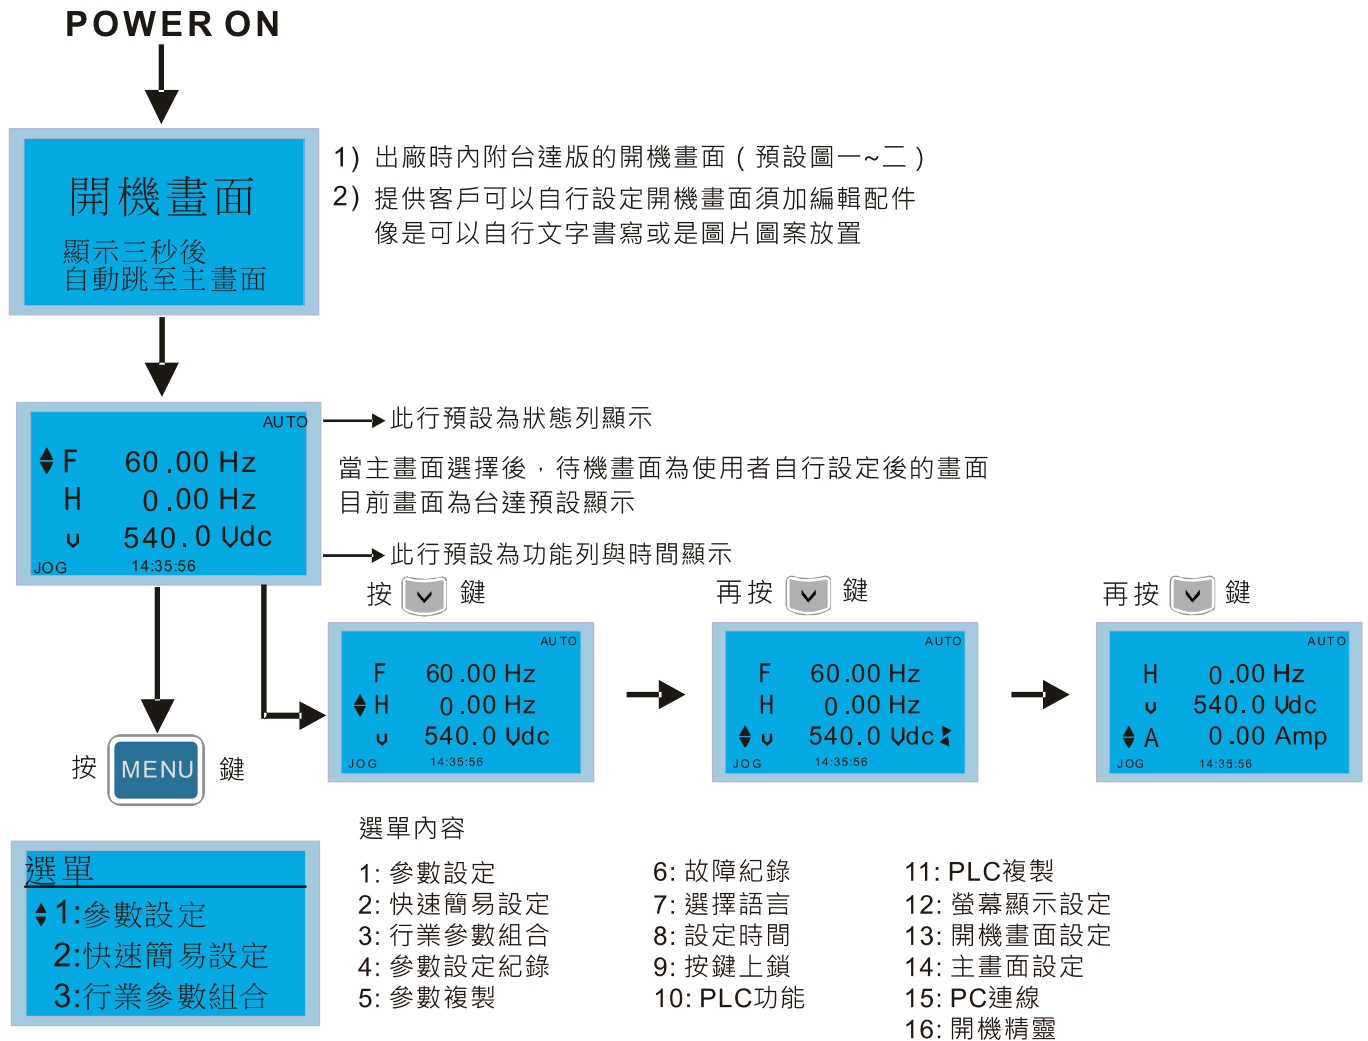 POWER ON
開機畫面
顯示三秒後
自動跳至主畫面
1) 出廠時內附台達版的開機畫面（預設圖一~二）
2) 提供客戶可以自行設定開機畫面須加編輯配件
像是可以自行文字書寫或是圖片圖案放置
AUTO
F 60.00 Hz
H 0.00 Hz
υ 540.0 Vdc
JOG 14:35:56
此行預設為狀態列顯示
當主畫面選擇後，待機畫面為使用者自行設定後的畫面
目前畫面為台達預設顯示
此行預設為功能列與時間顯示
按 鍵
AUTO
F 60.00 Hz
H 0.00 Hz
υ 540.0 Vdc
JOG 14:35:56
再按 鍵
AUTO
F 60.00 Hz
H 0.00 Hz
υ 540.0 Vdc
JOG 14:35:56
再按 鍵
AUTO
H 0.00 Hz
υ 540.0 Vdc
A 0.00 Amp
JOG 14:35:56
按 MENU 鍵
選單
1:參數設定
2:快速簡易設定
3:行業參數組合
選單內容
1: 參數設定
2: 快速簡易設定
3: 行業參數組合
4: 參數設定紀錄
5: 參數複製
6: 故障紀錄
7: 選擇語言
8: 設定時間
9: 按鍵上鎖
10: PLC功能
11: PLC複製
12: 螢幕顯示設定
13: 開機畫面設定
14: 主畫面設定
15: PC連線
16: 開機精靈